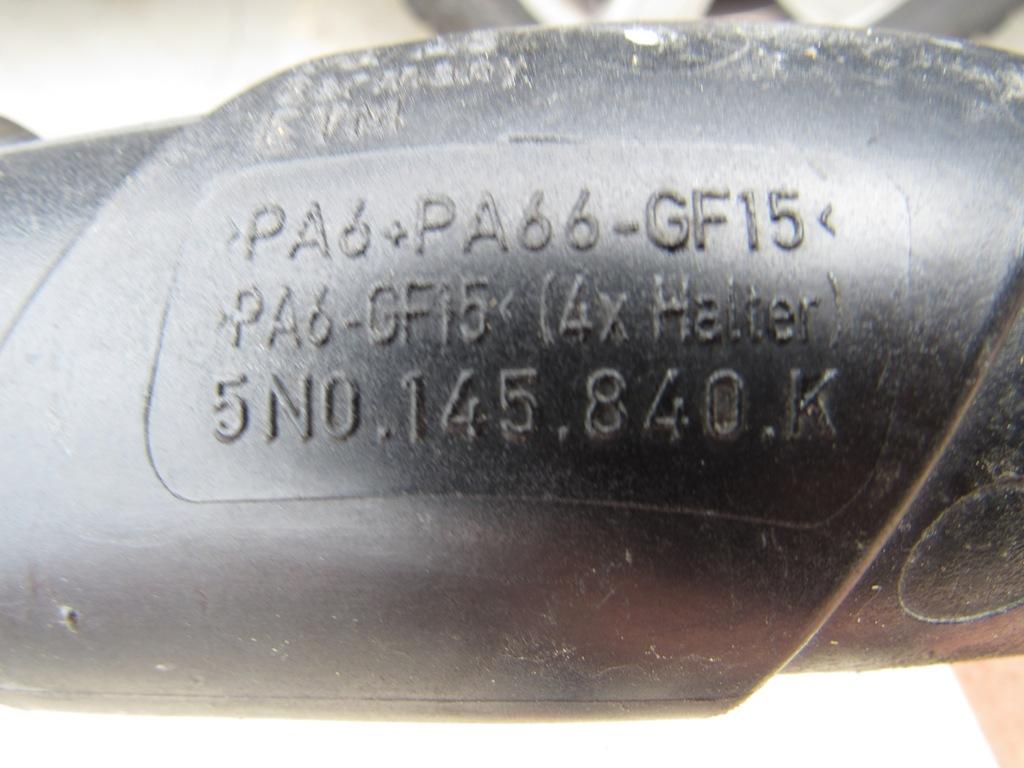 >PA6+PA66-GF15<
>PA6-GF15< (4x Halter)
5N0.145.840.K